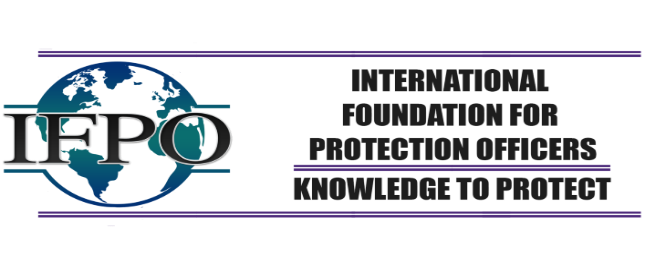 IFPO
INTERNATIONAL
FOUNDATION FOR
PROTECTION OFFICERS
KNOWLEDGE TO PROTECT